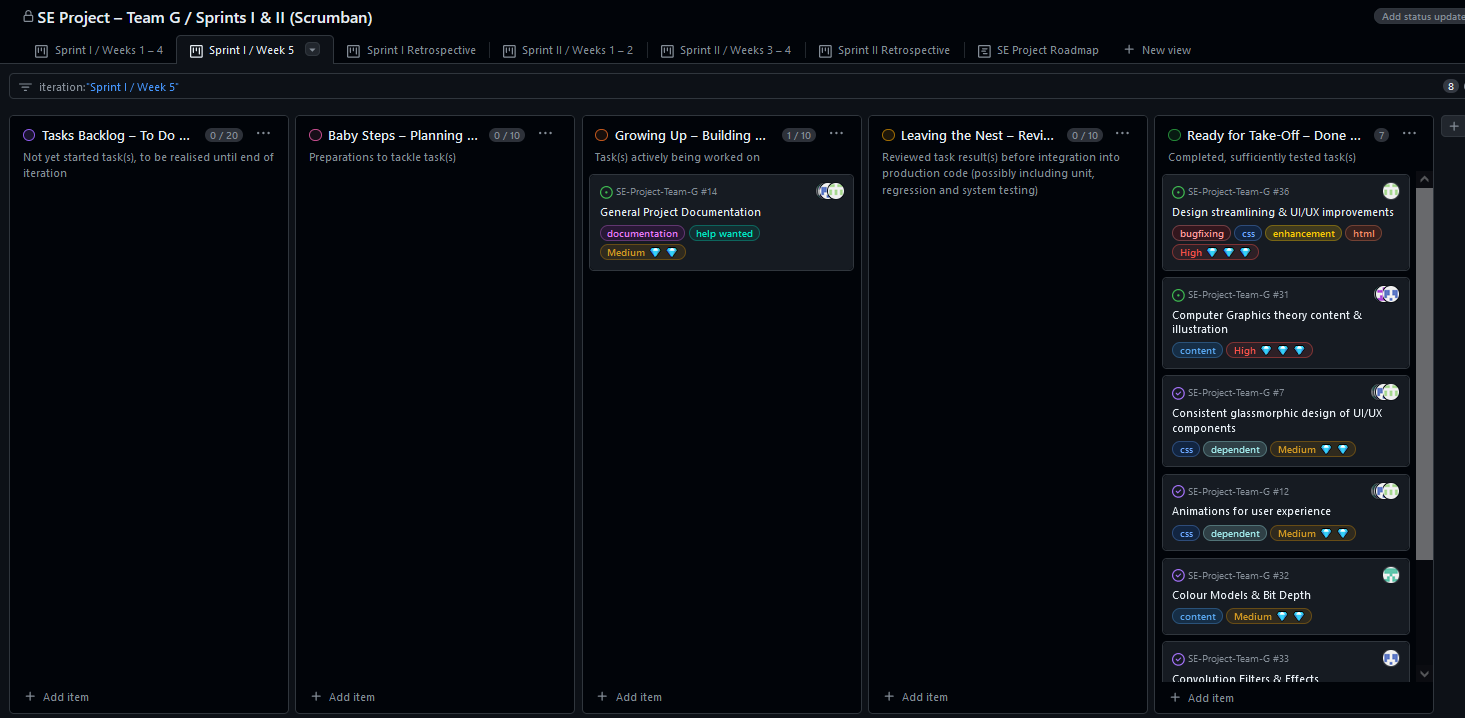 SE Project – Team G / Sprints I & II (Scrumban)
Add status update
Sprint I / Weeks 1 – 4
Sprint I / Week 5
Sprint I Retrospective
Sprint II / Weeks 1 – 2
Sprint II / Weeks 3 – 4
Sprint II Retrospective
SE Project Roadmap
New view
iteration:"Sprint I / Week 5"
8
Tasks Backlog – To Do ...
0 / 20
Not yet started task(s), to be realised until end of
iteration
Add item
Baby Steps – Planning ...
0 / 10
Preparations to tackle task(s)
Add item
Growing Up – Building ...
1 / 10
Task(s) actively being worked on
SE-Project-Team-G #14
General Project Documentation
documentation help wanted
Medium 💎 💎
Add item
Leaving the Nest – Revi...
0 / 10
Reviewed task result(s) before integration into
production code (possibly including unit,
regression and system testing)
Add item
Ready for Take-Off – Done ...
7
Completed, sufficiently tested task(s)
SE-Project-Team-G #36
Design streamlining & UI/UX improvements
bugfixing css enhancement html
High 💎 💎 💎
SE-Project-Team-G #31
Computer Graphics theory content &
illustration
content High 💎 💎 💎
SE-Project-Team-G #7
Consistent glassmorphic design of UI/UX
components
css dependent Medium 💎 💎
SE-Project-Team-G #12
Animations for user experience
css dependent Medium 💎 💎
SE-Project-Team-G #32
Colour Models & Bit Depth
content Medium 💎 💎
SE-Project-Team-G #33
Convolution Filters & Effects
Add item